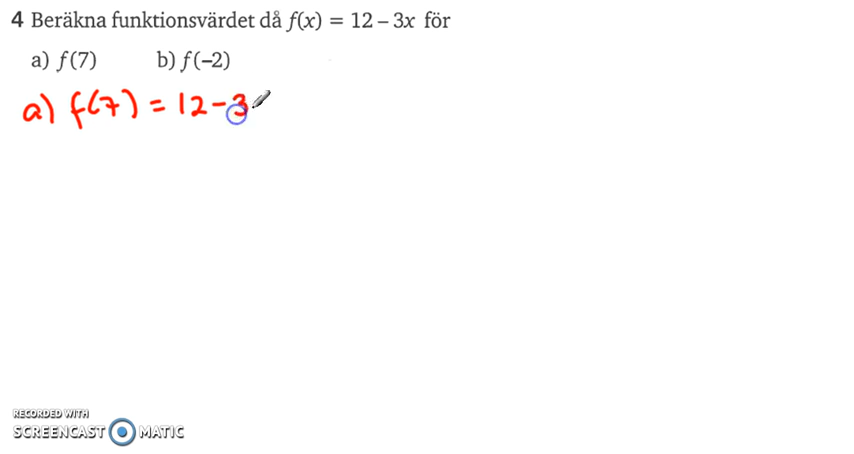 4 Beräkna funktionsvärdet då f(x) = 12 – 3x för
a) f(7) b) f(–2)
a) f(7) = 12 – 3
RECORDED WITH
SCREENCAST MATIC